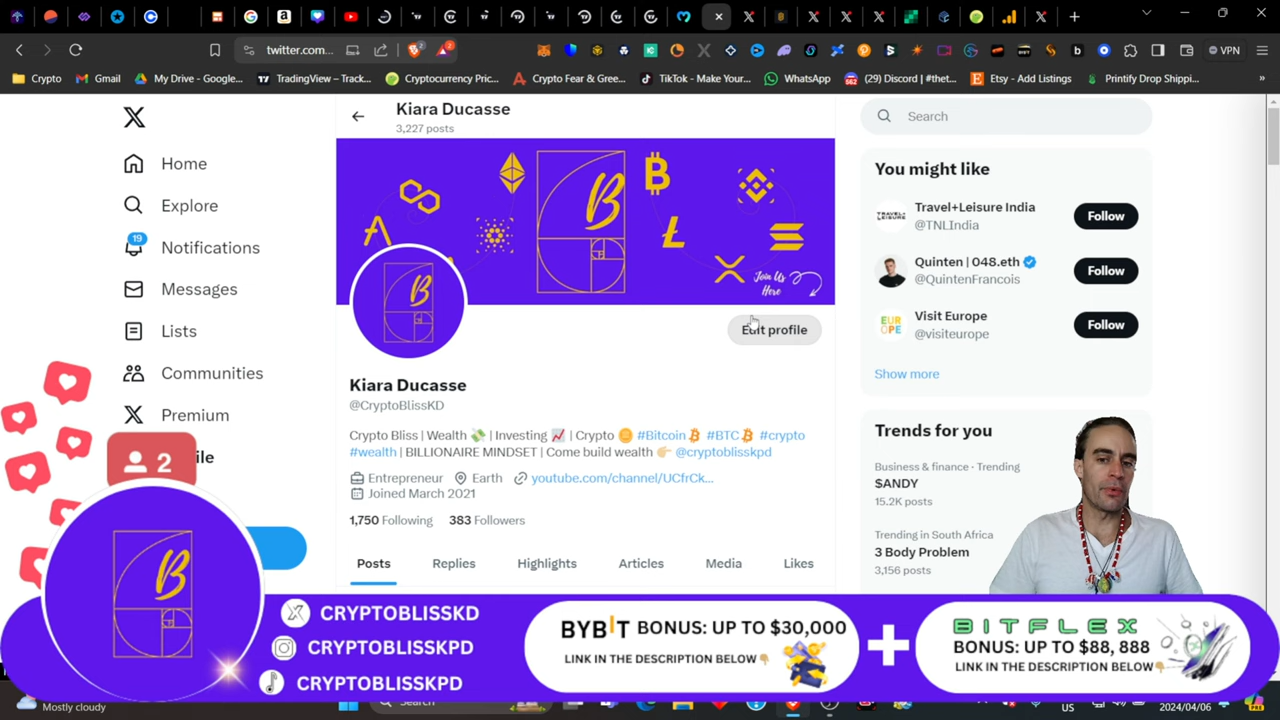 twitter.com...
VPN
Crypto
Gmail
My Drive - Google...
TradingView – Track...
Cryptocurrency Pric...
Crypto Fear & Gree...
TikTok - Make Your...
WhatsApp
(29) Discord | #thet...
Etsy - Add Listings
Printify Drop Shippi...
»
Kiara Ducasse
3,227 posts
Search
Home
Explore
19
Notifications
Messages
Lists
Communities
Premium
ile
B
Join Us
Here
B
Edit profile
Kiara Ducasse
@CryptoBlissKD
Crypto Bliss | Wealth 💸 | Investing 📈 | Crypto 🪙 #Bitcoin #BTC #crypto
#wealth | BILLIONAIRE MINDSET | Come build wealth 👉🏼 @cryptoblisskpd
Entrepreneur Earth youtube.com/channel/UCfrCk...
Joined March 2021
1,750 Following 383 Followers
Posts Replies Highlights Articles Media Likes
You might like
TRAVEL+LEISURE
Travel+Leisure India
@TNLIndia
Follow
Quinten | 048.eth
@QuintenFrancois
Follow
EUR
OPE
Visit Europe
@visiteurope
Follow
Show more
Trends for you
Business & finance · Trending
$ANDY
15.2K posts
Trending in South Africa
3 Body Problem
3,156 posts
2
B
CRYPTOBLISSKD
CRYPTOBLISSKPD
CRYPTOBLISSKPD
BYBIT BONUS: UP TO $30,000
LINK IN THE DESCRIPTION BELOW👇🏼
+
BITFLEX
BONUS: UP TO $88, 888
LINK IN THE DESCRIPTION BELOW👇🏼
Mostly cloudy
Search
US
2024/04/06